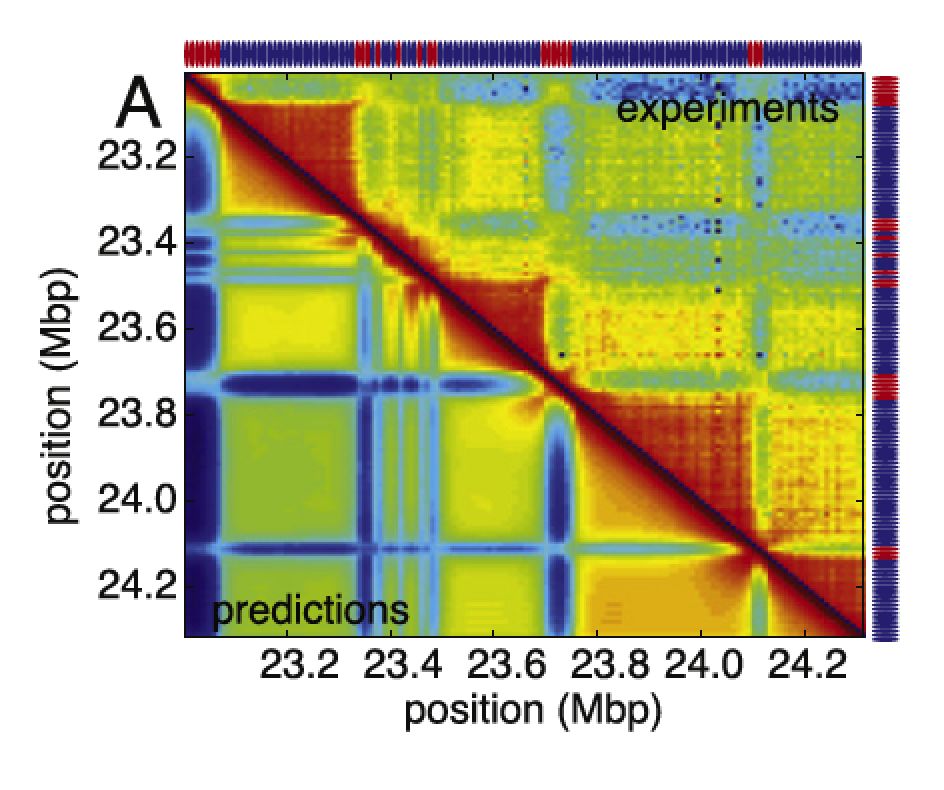 A
experiments
23.2
23.4
23.6
23.8
24.0
24.2
position (Mbp)
predictions
23.2 23.4 23.6 23.8 24.0 24.2
position (Mbp)